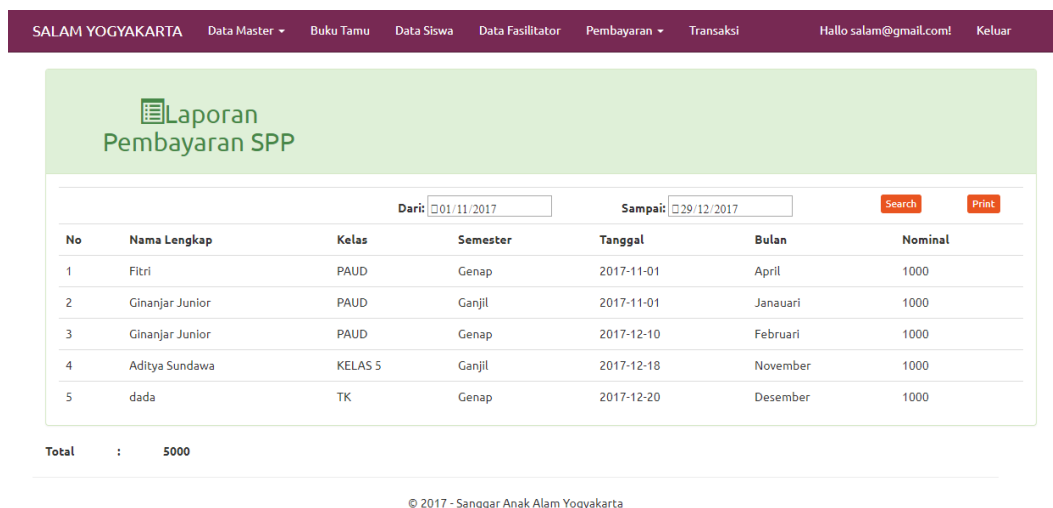 SALAM YOGYAKARTA Data Master Buku Tamu Data Siswa Data Fasilitator Pembayaran Transaksi Hallo salam@gmail.com! Keluar
Laporan
Pembayaran SPP
Dari: 01/11/2017 Sampai: 29/12/2017 Search Print
No Nama Lengkap Kelas Semester Tanggal Bulan Nominal
1 Fitri PAUD Genap 2017-11-01 April 1000
2 Ginanjar Junior PAUD Ganjil 2017-11-01 Janauari 1000
3 Ginanjar Junior PAUD Genap 2017-12-10 Februari 1000
4 Aditya Sundawa KELAS 5 Ganjil 2017-12-18 November 1000
5 dada TK Genap 2017-12-20 Desember 1000
Total : 5000
© 2017 - Sanggar Anak Alam Yogyakarta